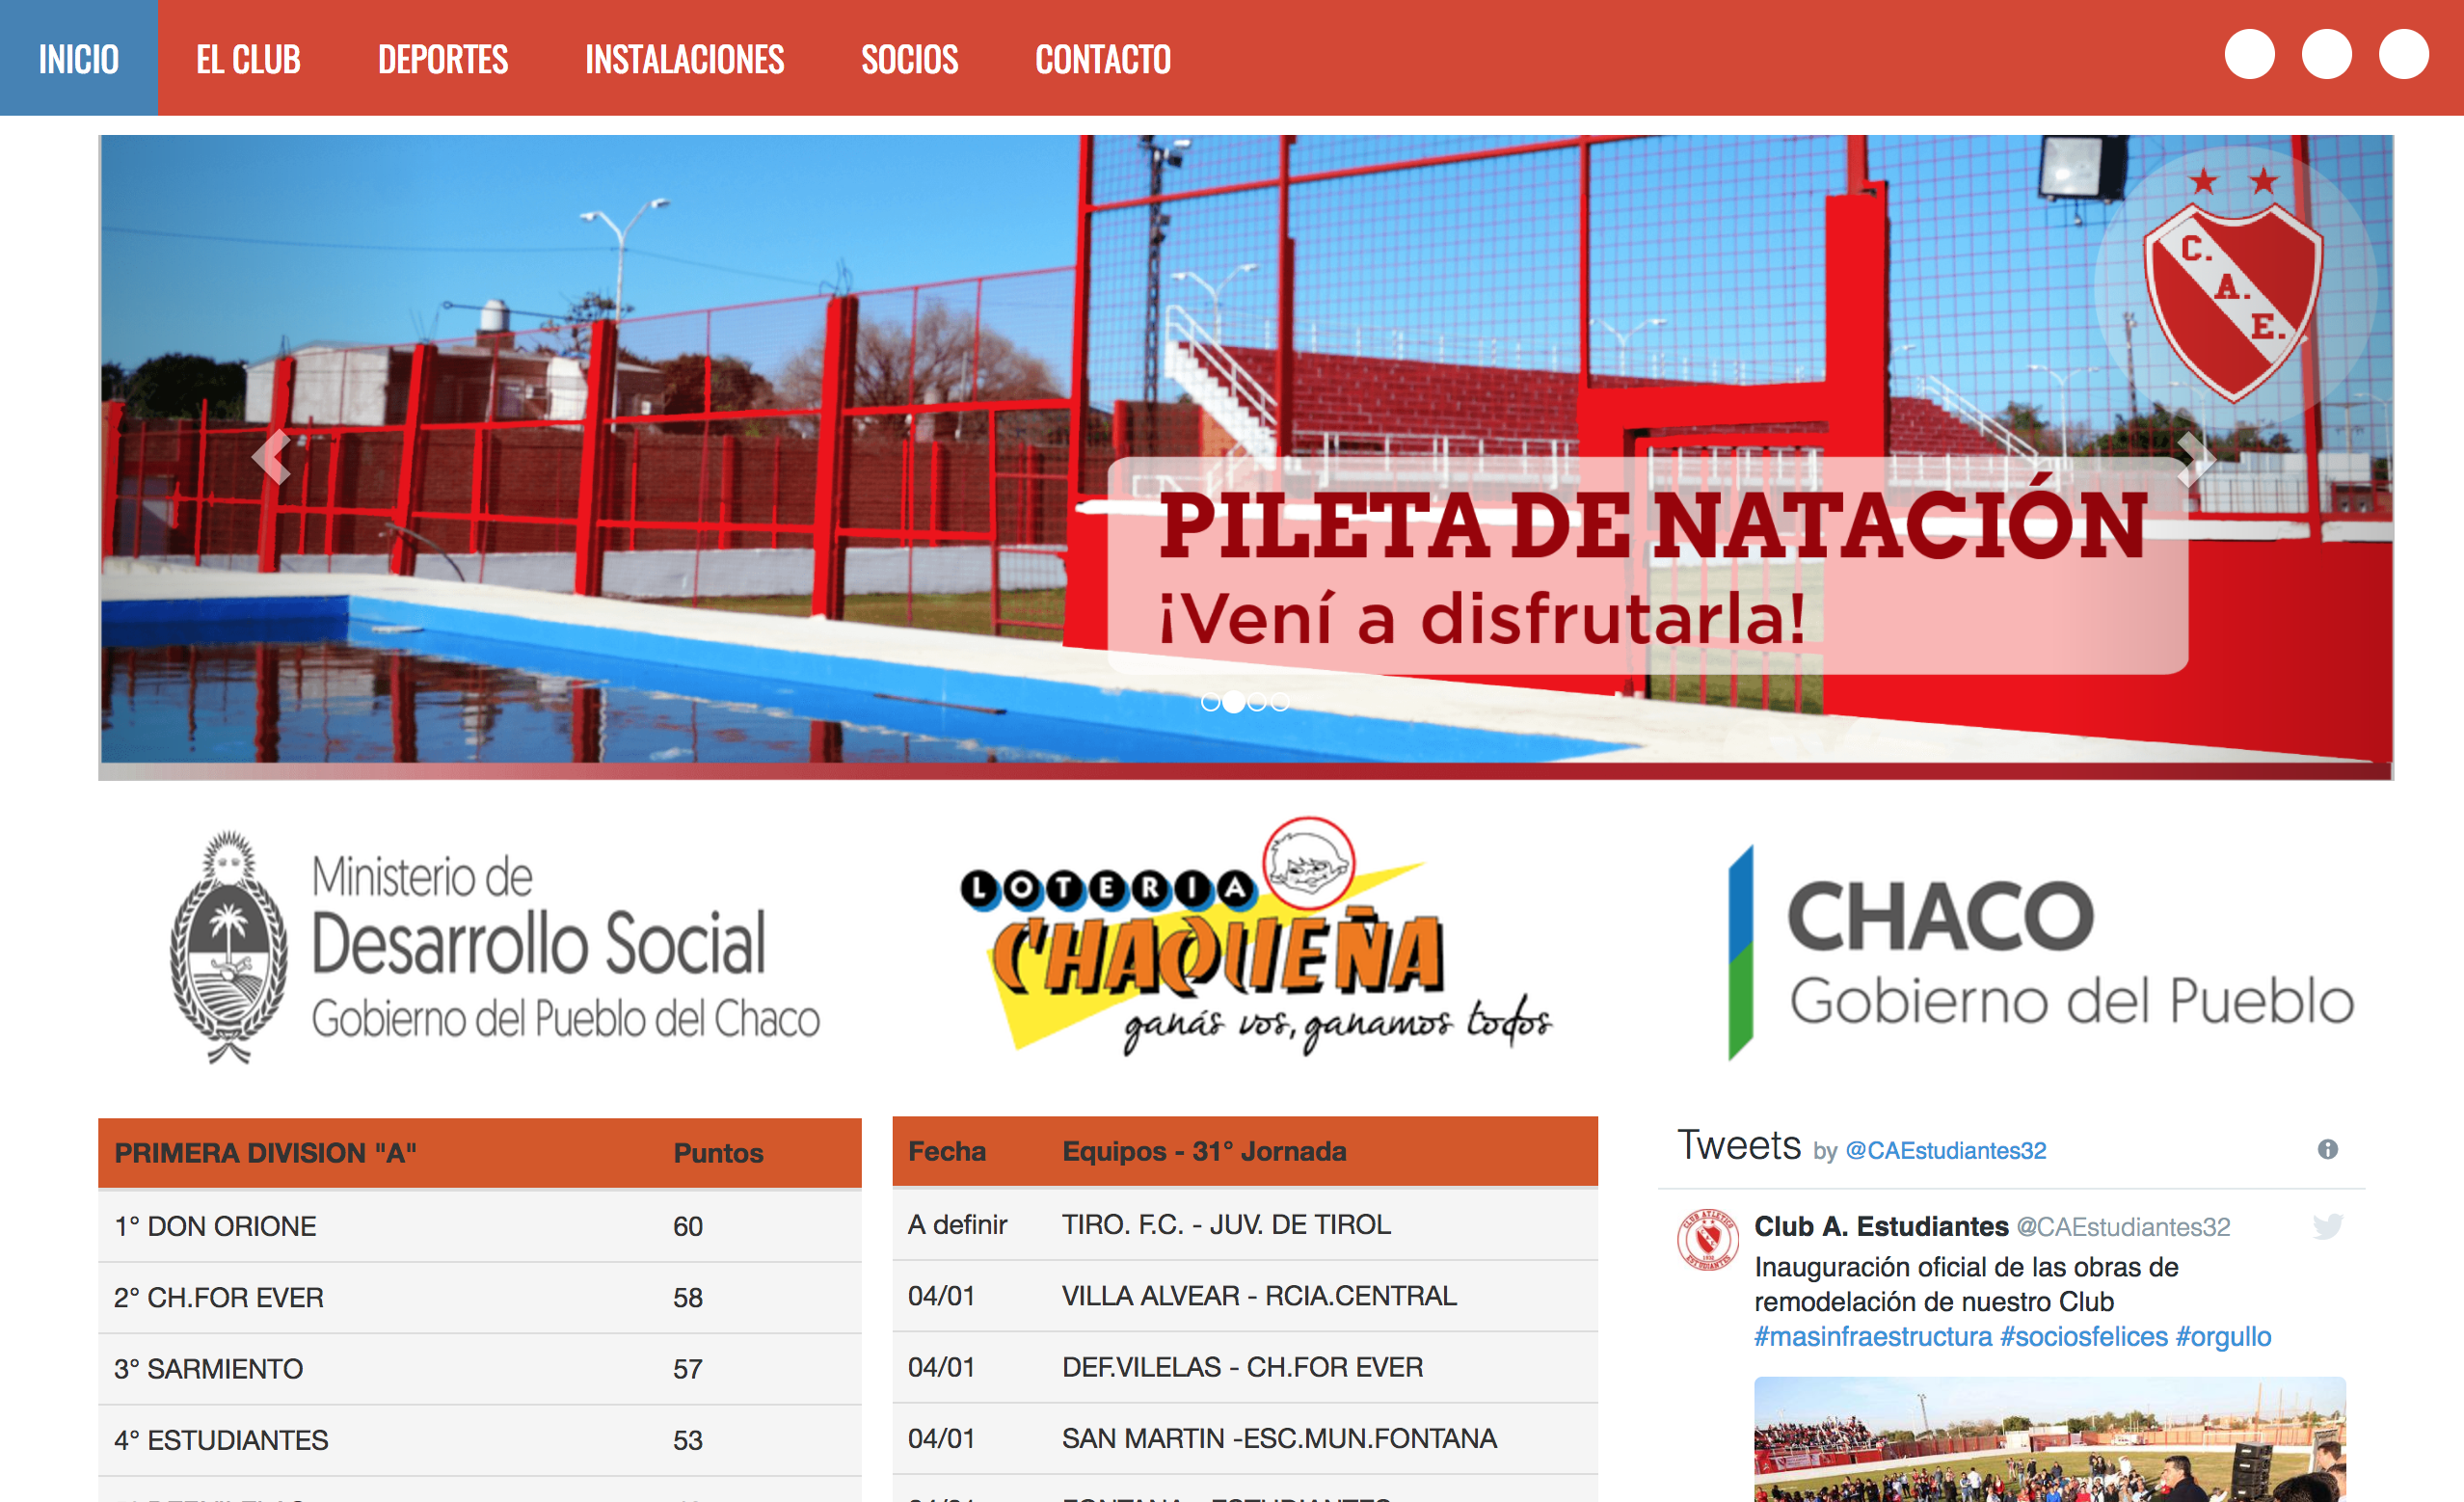 INICIO
EL CLUB
DEPORTES
INSTALACIONES
SOCIOS
CONTACTO
C.
A.
E.
PILETA DE NATACIÓN
¡Vení a disfrutarla!
Ministerio de
Desarrollo Social
Gobierno del Pueblo del Chaco
LOTERIA
CHAQUEÑA
ganás vos, ganamos todos
CHACO
Gobierno del Pueblo
PRIMERA DIVISION "A" Puntos
1° DON ORIONE 60
2° CH.FOR EVER 58
3° SARMIENTO 57
4° ESTUDIANTES 53
Fecha Equipos - 31° Jornada
A definir TIRO. F.C. - JUV. DE TIROL
04/01 VILLA ALVEAR - RCIA.CENTRAL
04/01 DEF.VILELAS - CH.FOR EVER
04/01 SAN MARTIN -ESC.MUN.FONTANA
Tweets by @CAEstudiantes32
CLUB ATLETICO
ESTUDIANTES
Club A. Estudiantes @CAEstudiantes32
Inauguración oficial de las obras de
remodelación de nuestro Club
#masinfraestructura #sociosfelices #orgullo